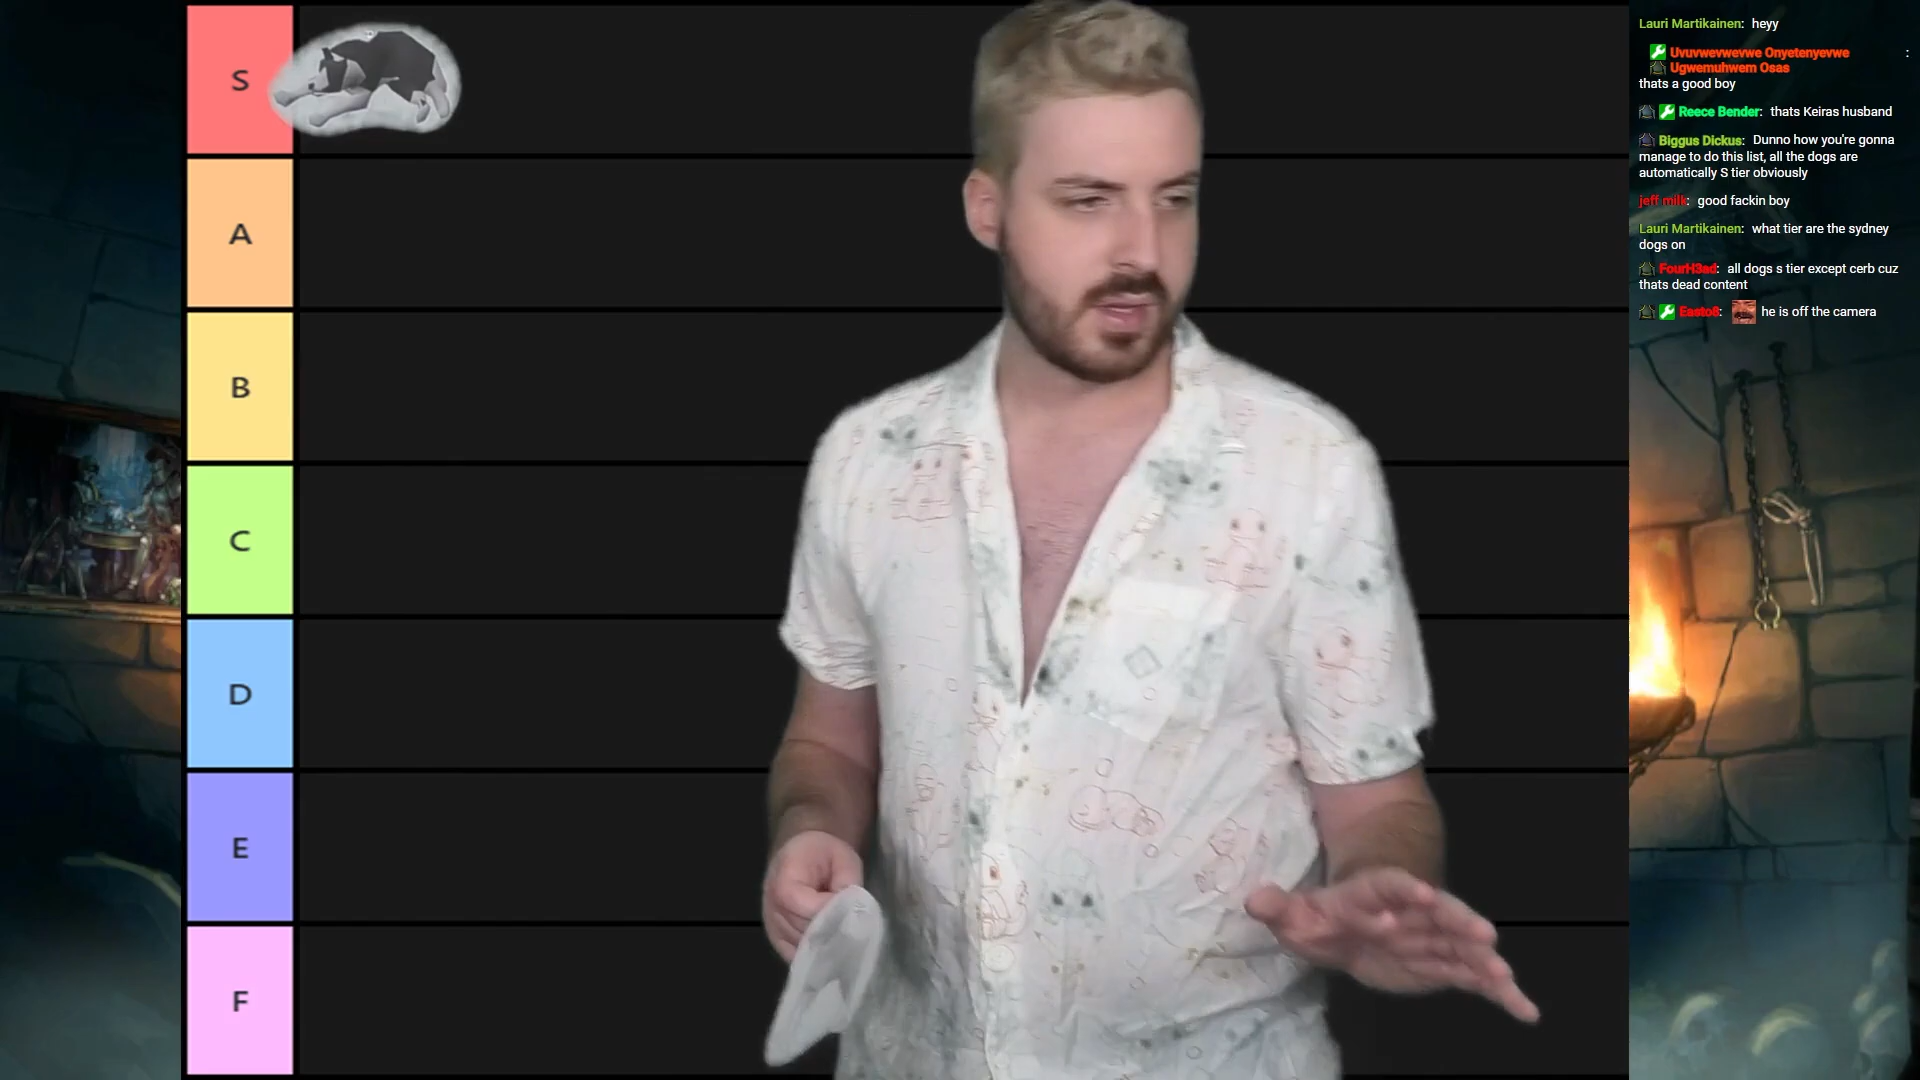 S
A
B
C
D
E
F
Lauri Martikainen: heyy
Uvuvwevwevwe Onyetenyevwe :
Ugwemuhwem Osas
thats a good boy
Reece Bender: thats Keiras husband
Biggus Dickus: Dunno how you're gonna
manage to do this list, all the dogs are
automatically S tier obviously
jeff milk: good fackin boy
Lauri Martikainen: what tier are the sydney
dogs on
FourH3ad: all dogs s tier except cerb cuz
thats dead content
Easto8: he is off the camera